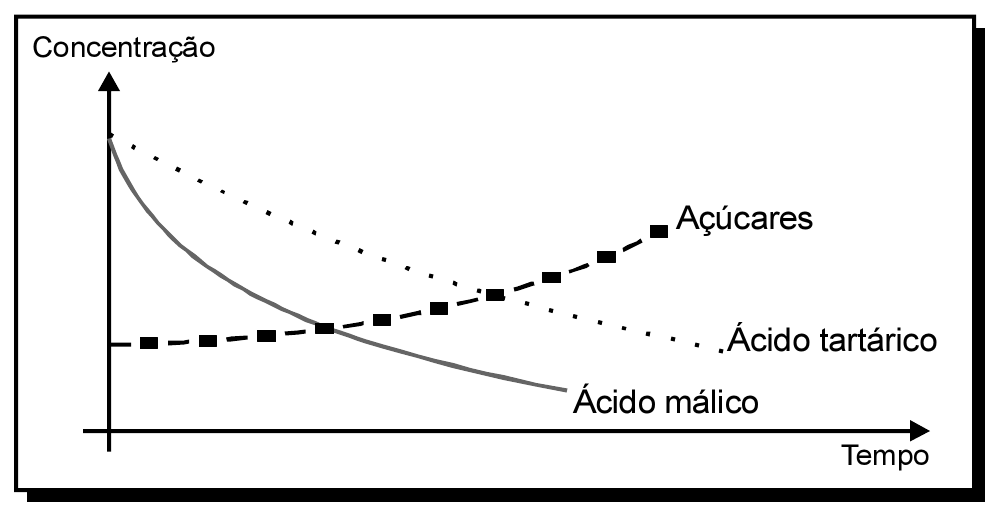 Concentração
Açúcares
Ácido tartárico
Ácido málico
Tempo